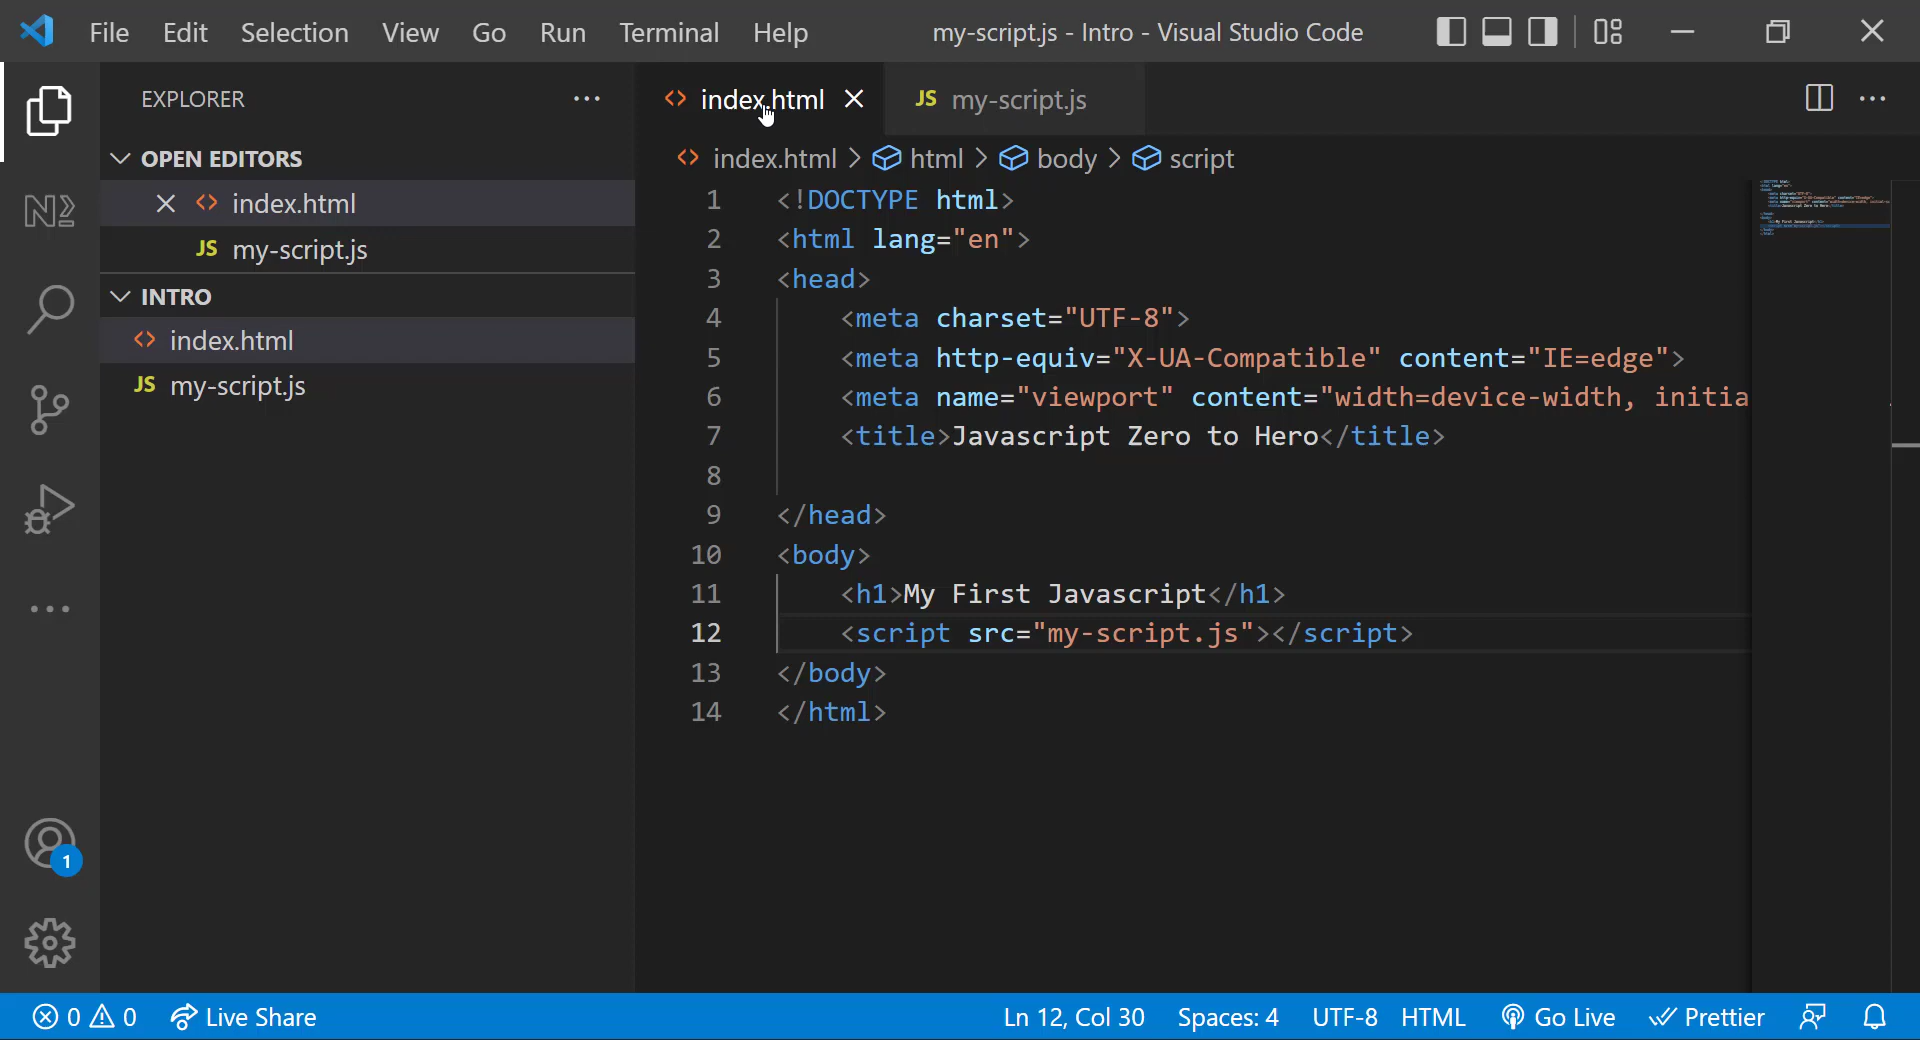 File Edit Selection View Go Run Terminal Help my-script.js - Intro - Visual Studio Code
EXPLORER
OPEN EDITORS
index.html
JS my-script.js
INTRO
index.html
JS my-script.js
index.html JS my-script.js
index.html > html > body > script
1 <!DOCTYPE html>
2 <html lang="en">
3 <head>
4 <meta charset="UTF-8">
5 <meta http-equiv="X-UA-Compatible" content="IE=edge">
6 <meta name="viewport" content="width=device-width, initia
7 <title>Javascript Zero to Hero</title>
8
9 </head>
10 <body>
11 <h1>My First Javascript</h1>
12 <script src="my-script.js"></script>
13 </body>
14 </html>
1
0 0 Live Share Ln 12, Col 30 Spaces: 4 UTF-8 HTML Go Live Prettier